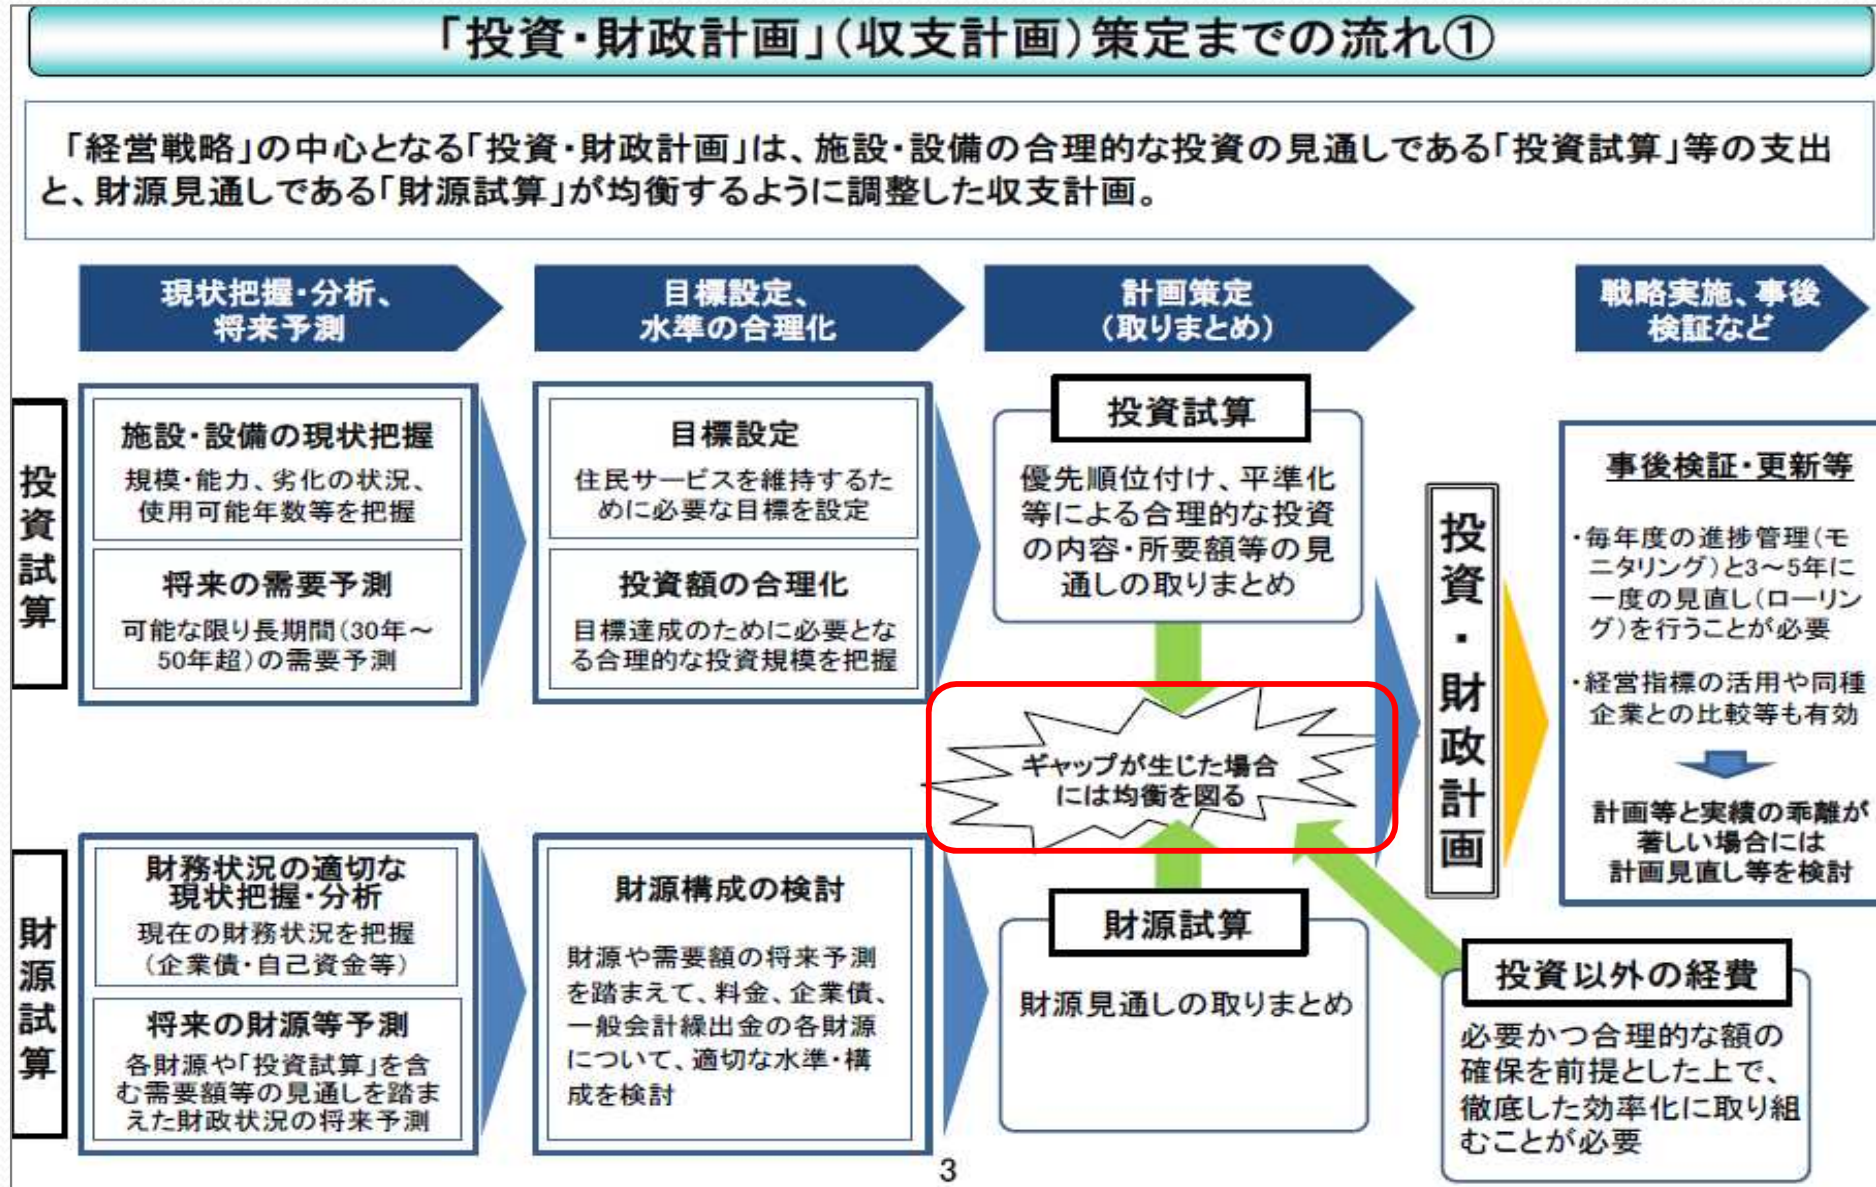 「投資・財政計画」(収支計画)策定までの流れ①
「経営戦略」の中心となる「投資・財政計画」は、施設・設備の合理的な投資の見通しである「投資試算」等の支出
と、財源見通しである「財源試算」が均衡するように調整した収支計画。
現状把握・分析、
将来予測
目標設定、
水準の合理化
計画策定
(取りまとめ)
戦略実施、事後
検証など
投資試算
施設・設備の現状把握
規模・能力、劣化の状況、
使用可能年数等を把握
将来の需要予測
可能な限り長期間(30年～
50年超)の需要予測
目標設定
住民サービスを維持するた
めに必要な目標を設定
投資額の合理化
目標達成のために必要とな
る合理的な投資規模を把握
投資試算
優先順位付け、平準化
等による合理的な投資
の内容・所要額等の見
通しの取りまとめ
ギャップが生じた場合
には均衡を図る
財源試算
財務状況の適切な
現状把握・分析
現在の財務状況を把握
(企業債・自己資金等)
将来の財源等予測
各財源や「投資試算」を含
む需要額等の見通しを踏ま
えた財政状況の将来予測
財源構成の検討
財源や需要額の将来予測
を踏まえて、料金、企業債、
一般会計繰出金の各財源
について、適切な水準・構
成を検討
財源試算
財源見通しの取りまとめ
投資以外の経費
必要かつ合理的な額の
確保を前提とした上で、
徹底した効率化に取り組
むことが必要
投資・財政計画
事後検証・更新等
・毎年度の進捗管理(モ
ニタリング)と3～5年に
一度の見直し(ローリン
グ)を行うことが必要
・経営指標の活用や同種
企業との比較等も有効
計画等と実績の乖離が
著しい場合には
計画見直し等を検討
3